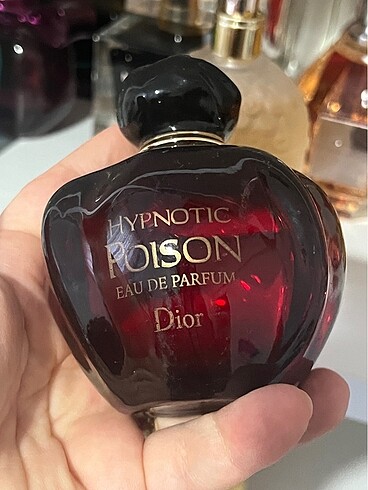 HYPNOTIC
POISON
EAU DE PARFUM
Dior